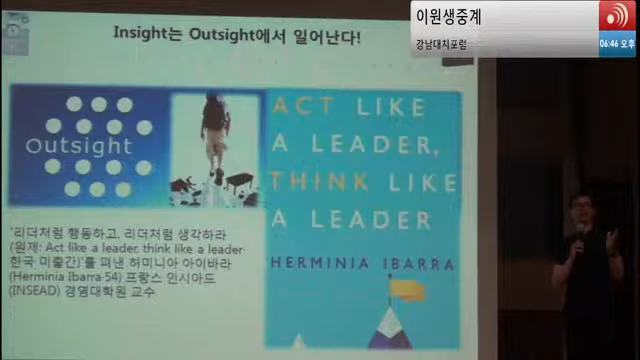 Insight는 Outsight에서 일어난다!
이원생중계
강남대치포럼
06:46 오후
Outsight
ACT LIKE
A LEADER,
THINK LIKE
A LEADER
HERMINIA IBARRA
'리더처럼 행동하고, 리더처럼 생각하라
(원제: Act like a leader, think like a leader·
한국 미출간)'를 펴낸 허미니아 아이바라
(Herminia Ibarra·54) 프랑스 인시아드
(INSEAD) 경영대학원 교수